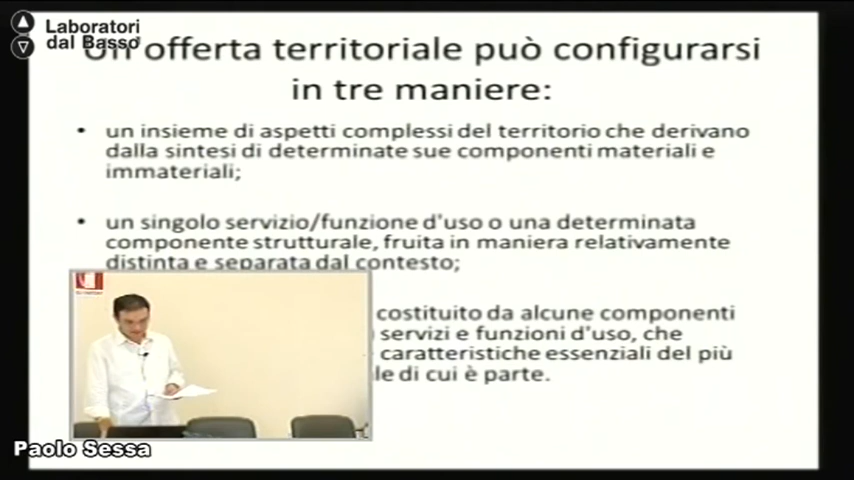 Laboratori
dal Basso
Un'offerta territoriale può configurarsi
in tre maniere:
• un insieme di aspetti complessi del territorio che derivano
dalla sintesi di determinate sue componenti materiali e
immateriali;
• un singolo servizio/funzione d'uso o una determinata
componente strutturale, fruita in maniera relativamente
distinta e separata dal contesto;
costituito da alcune componenti
servizi e funzioni d'uso, che
caratteristiche essenziali del più
le di cui è parte.
Paolo Sessa